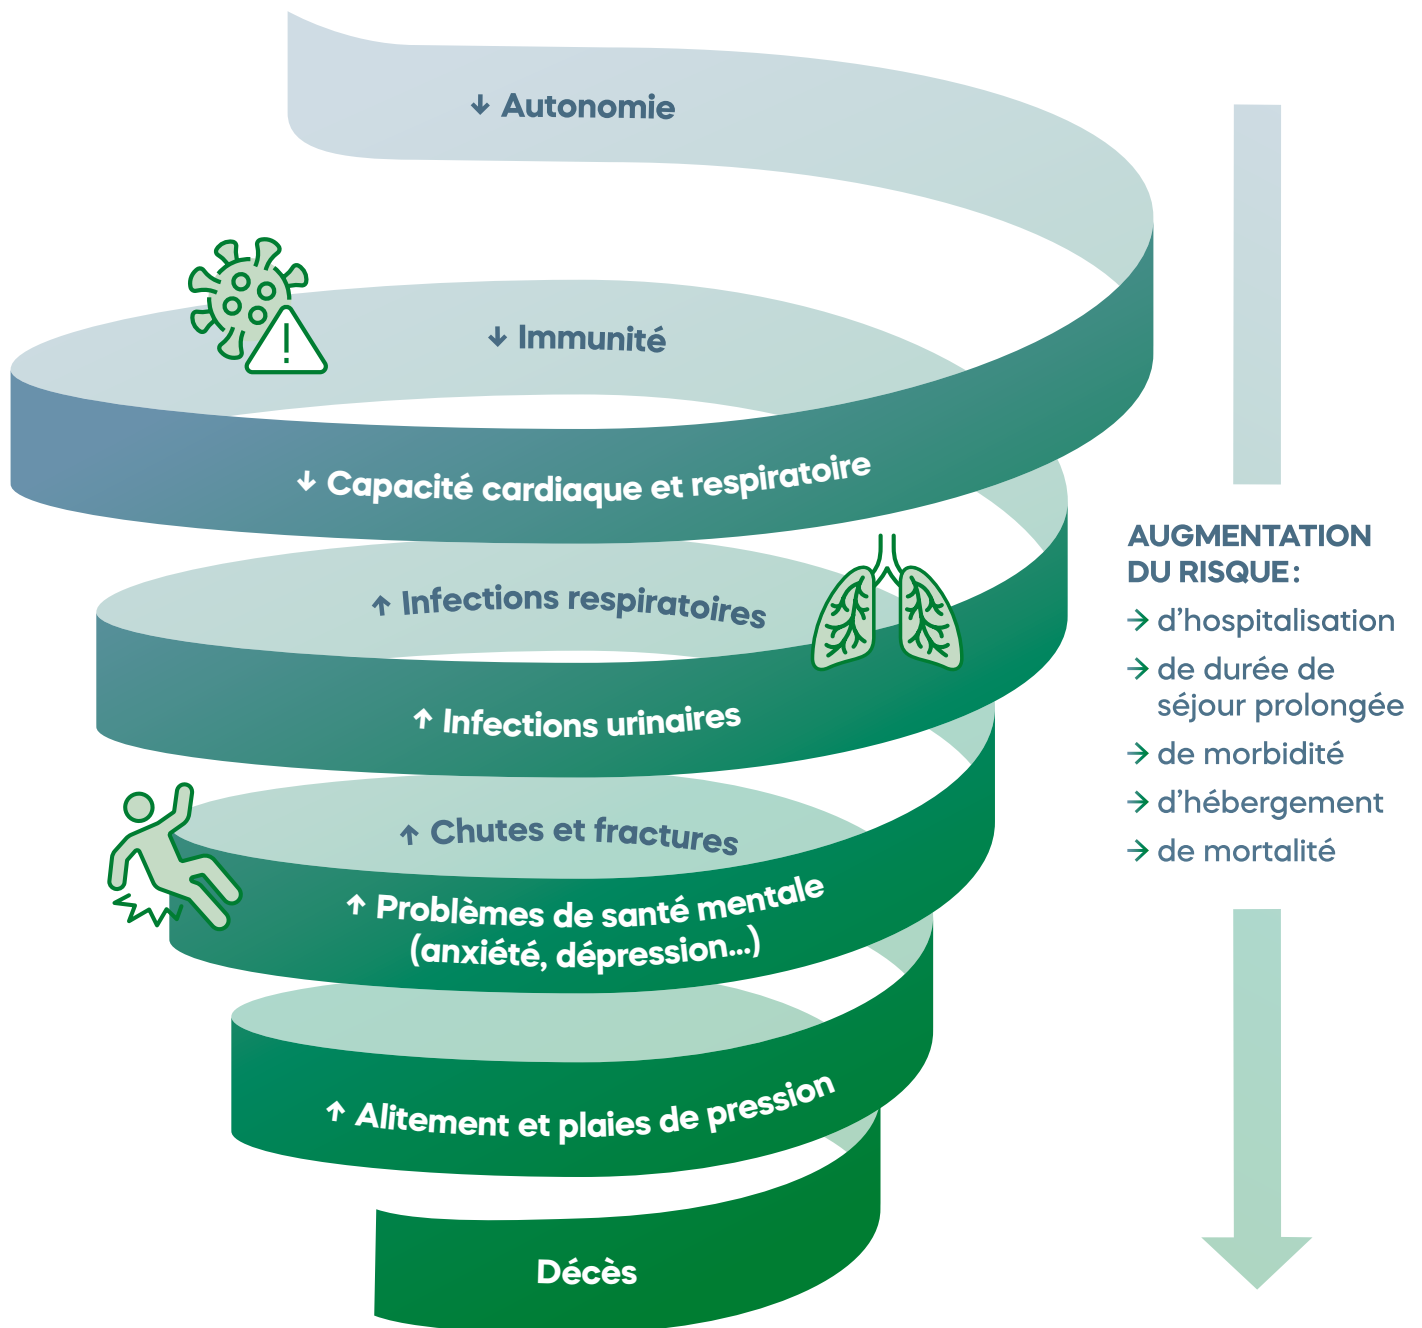 ↓ Autonomie
↓ Immunité
↓ Capacité cardiaque et respiratoire
↑ Infections respiratoires
↑ Infections urinaires
↑ Chutes et fractures
↑ Problèmes de santé mentale
(anxiété, dépression...)
↑ Alitement et plaies de pression
Décès
AUGMENTATION
DU RISQUE :
→ d'hospitalisation
→ de durée de
séjour prolongée
→ de morbidité
→ d'hébergement
→ de mortalité